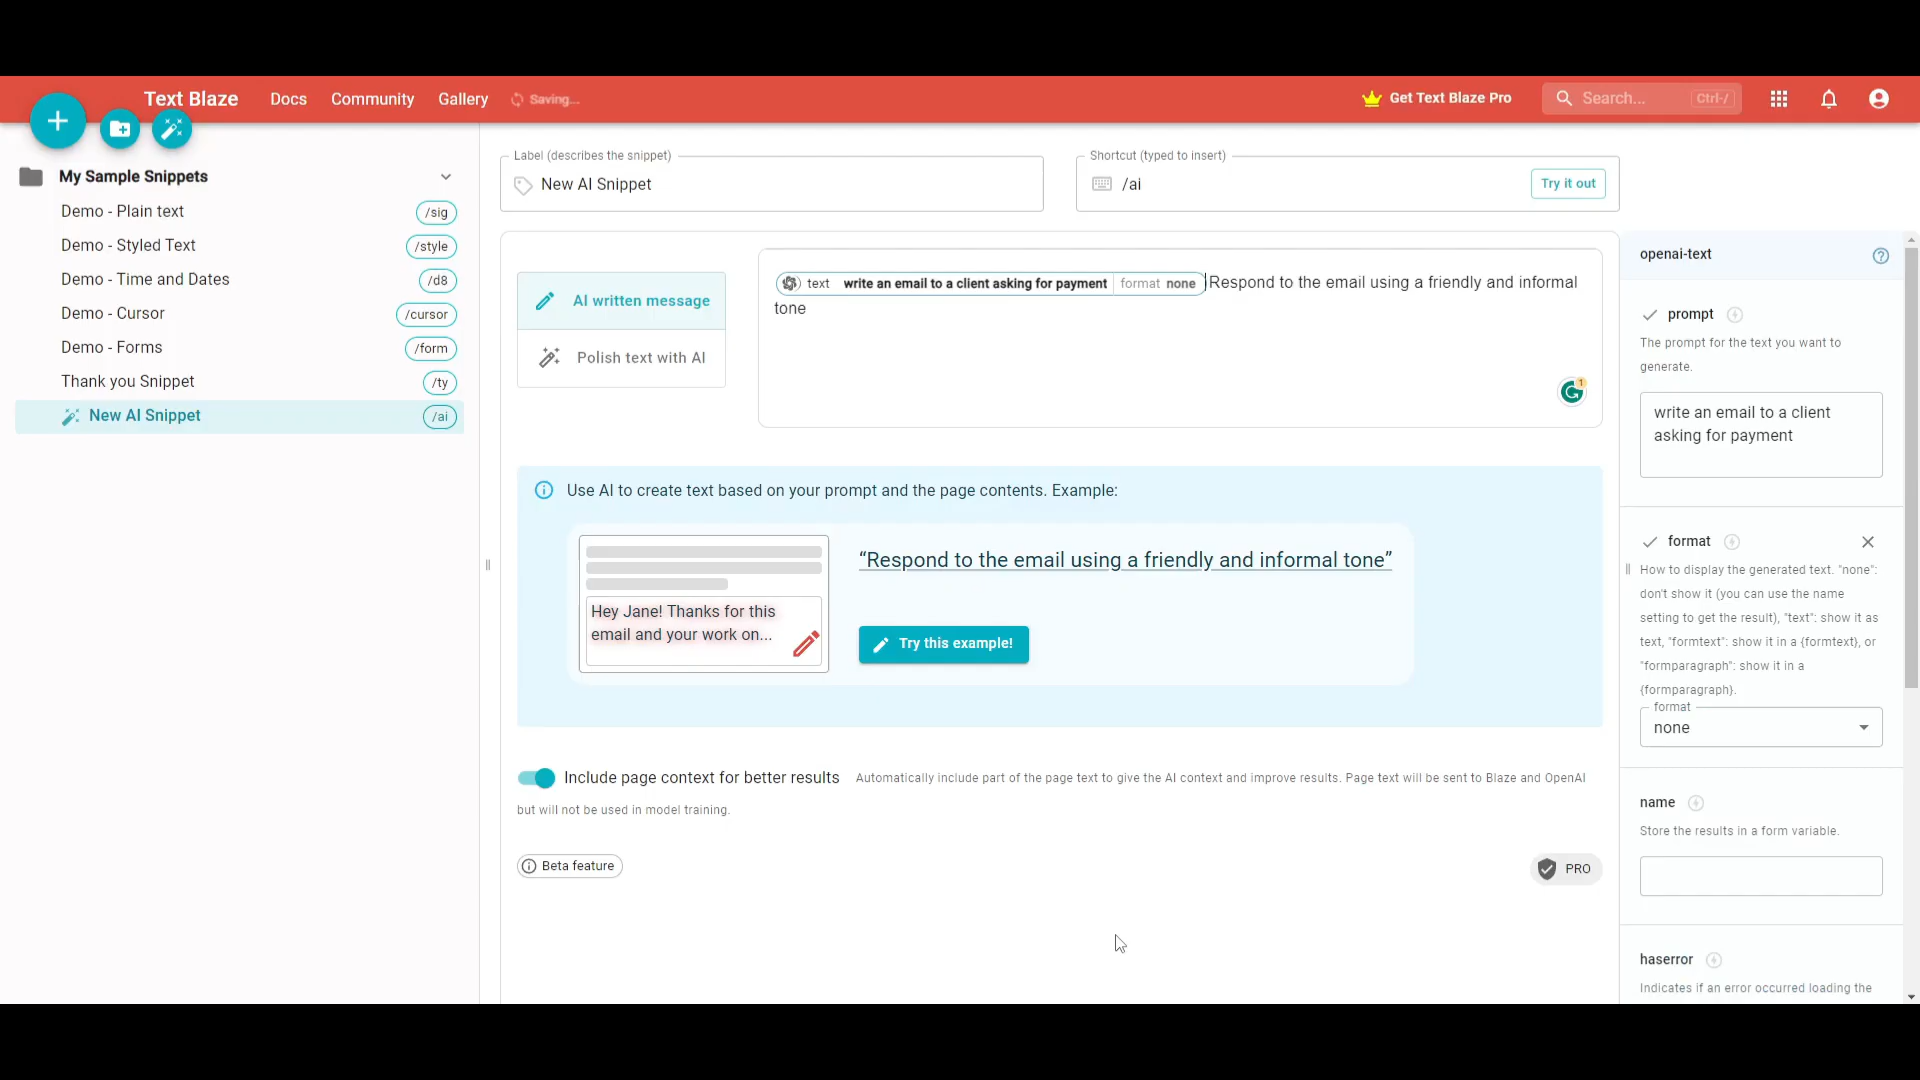 Text Blaze
Docs
Community
Gallery
Saving...
Get Text Blaze Pro
Search...
Ctrl-/
My Sample Snippets
Demo - Plain text
/sig
Demo - Styled Text
/style
Demo - Time and Dates
/d8
Demo - Cursor
/cursor
Demo - Forms
/form
Thank you Snippet
/ty
New AI Snippet
/ai
Label (describes the snippet)
New AI Snippet
Shortcut (typed to insert)
/ai
Try it out
AI written message
Polish text with AI
text write an email to a client asking for payment format none Respond to the email using a friendly and informal
tone
1
Use AI to create text based on your prompt and the page contents. Example:
Hey Jane! Thanks for this
email and your work on...
“Respond to the email using a friendly and informal tone”
Try this example!
Include page context for better results Automatically include part of the page text to give the AI context and improve results. Page text will be sent to Blaze and OpenAI
but will not be used in model training.
Beta feature
PRO
openai-text
prompt
The prompt for the text you want to
generate.
write an email to a client
asking for payment
format
How to display the generated text. "none":
don't show it (you can use the name
setting to get the result), "text": show it as
text, "formtext": show it in a {formtext}, or
"formparagraph": show it in a
{formparagraph}.
format
none
name
Store the results in a form variable.
haserror
Indicates if an error occurred loading the